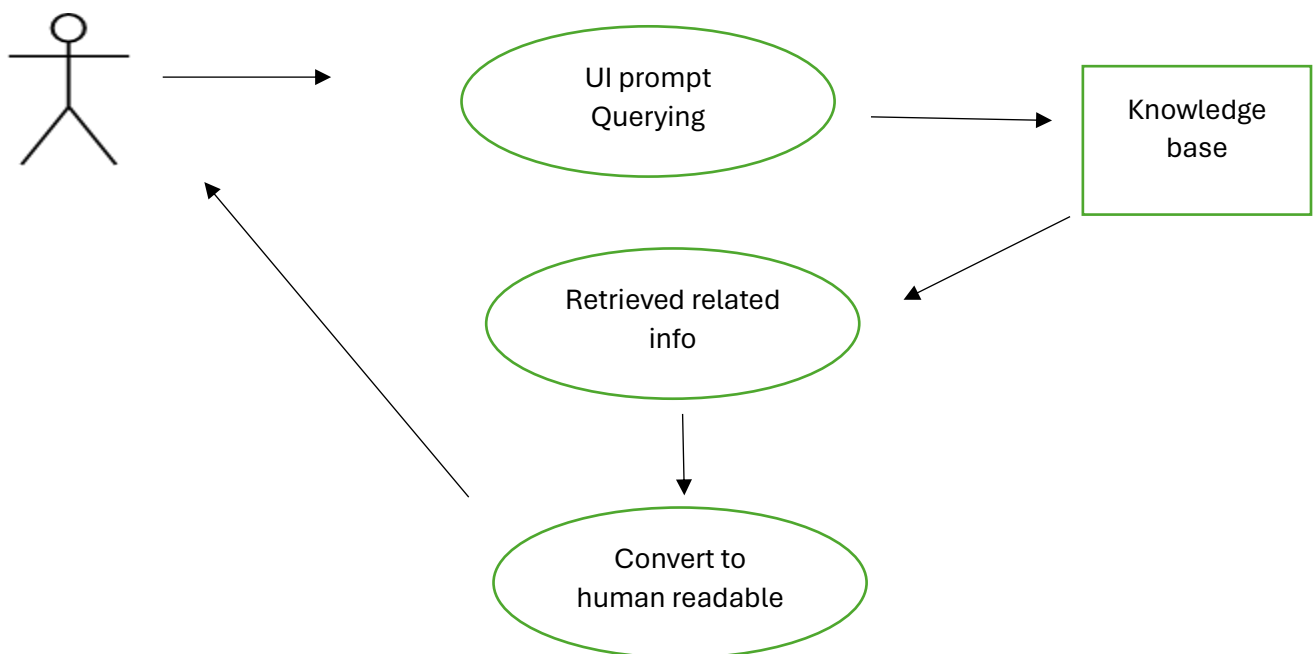 UI prompt
Querying
Knowledge
base
Retrieved related
info
Convert to
human readable